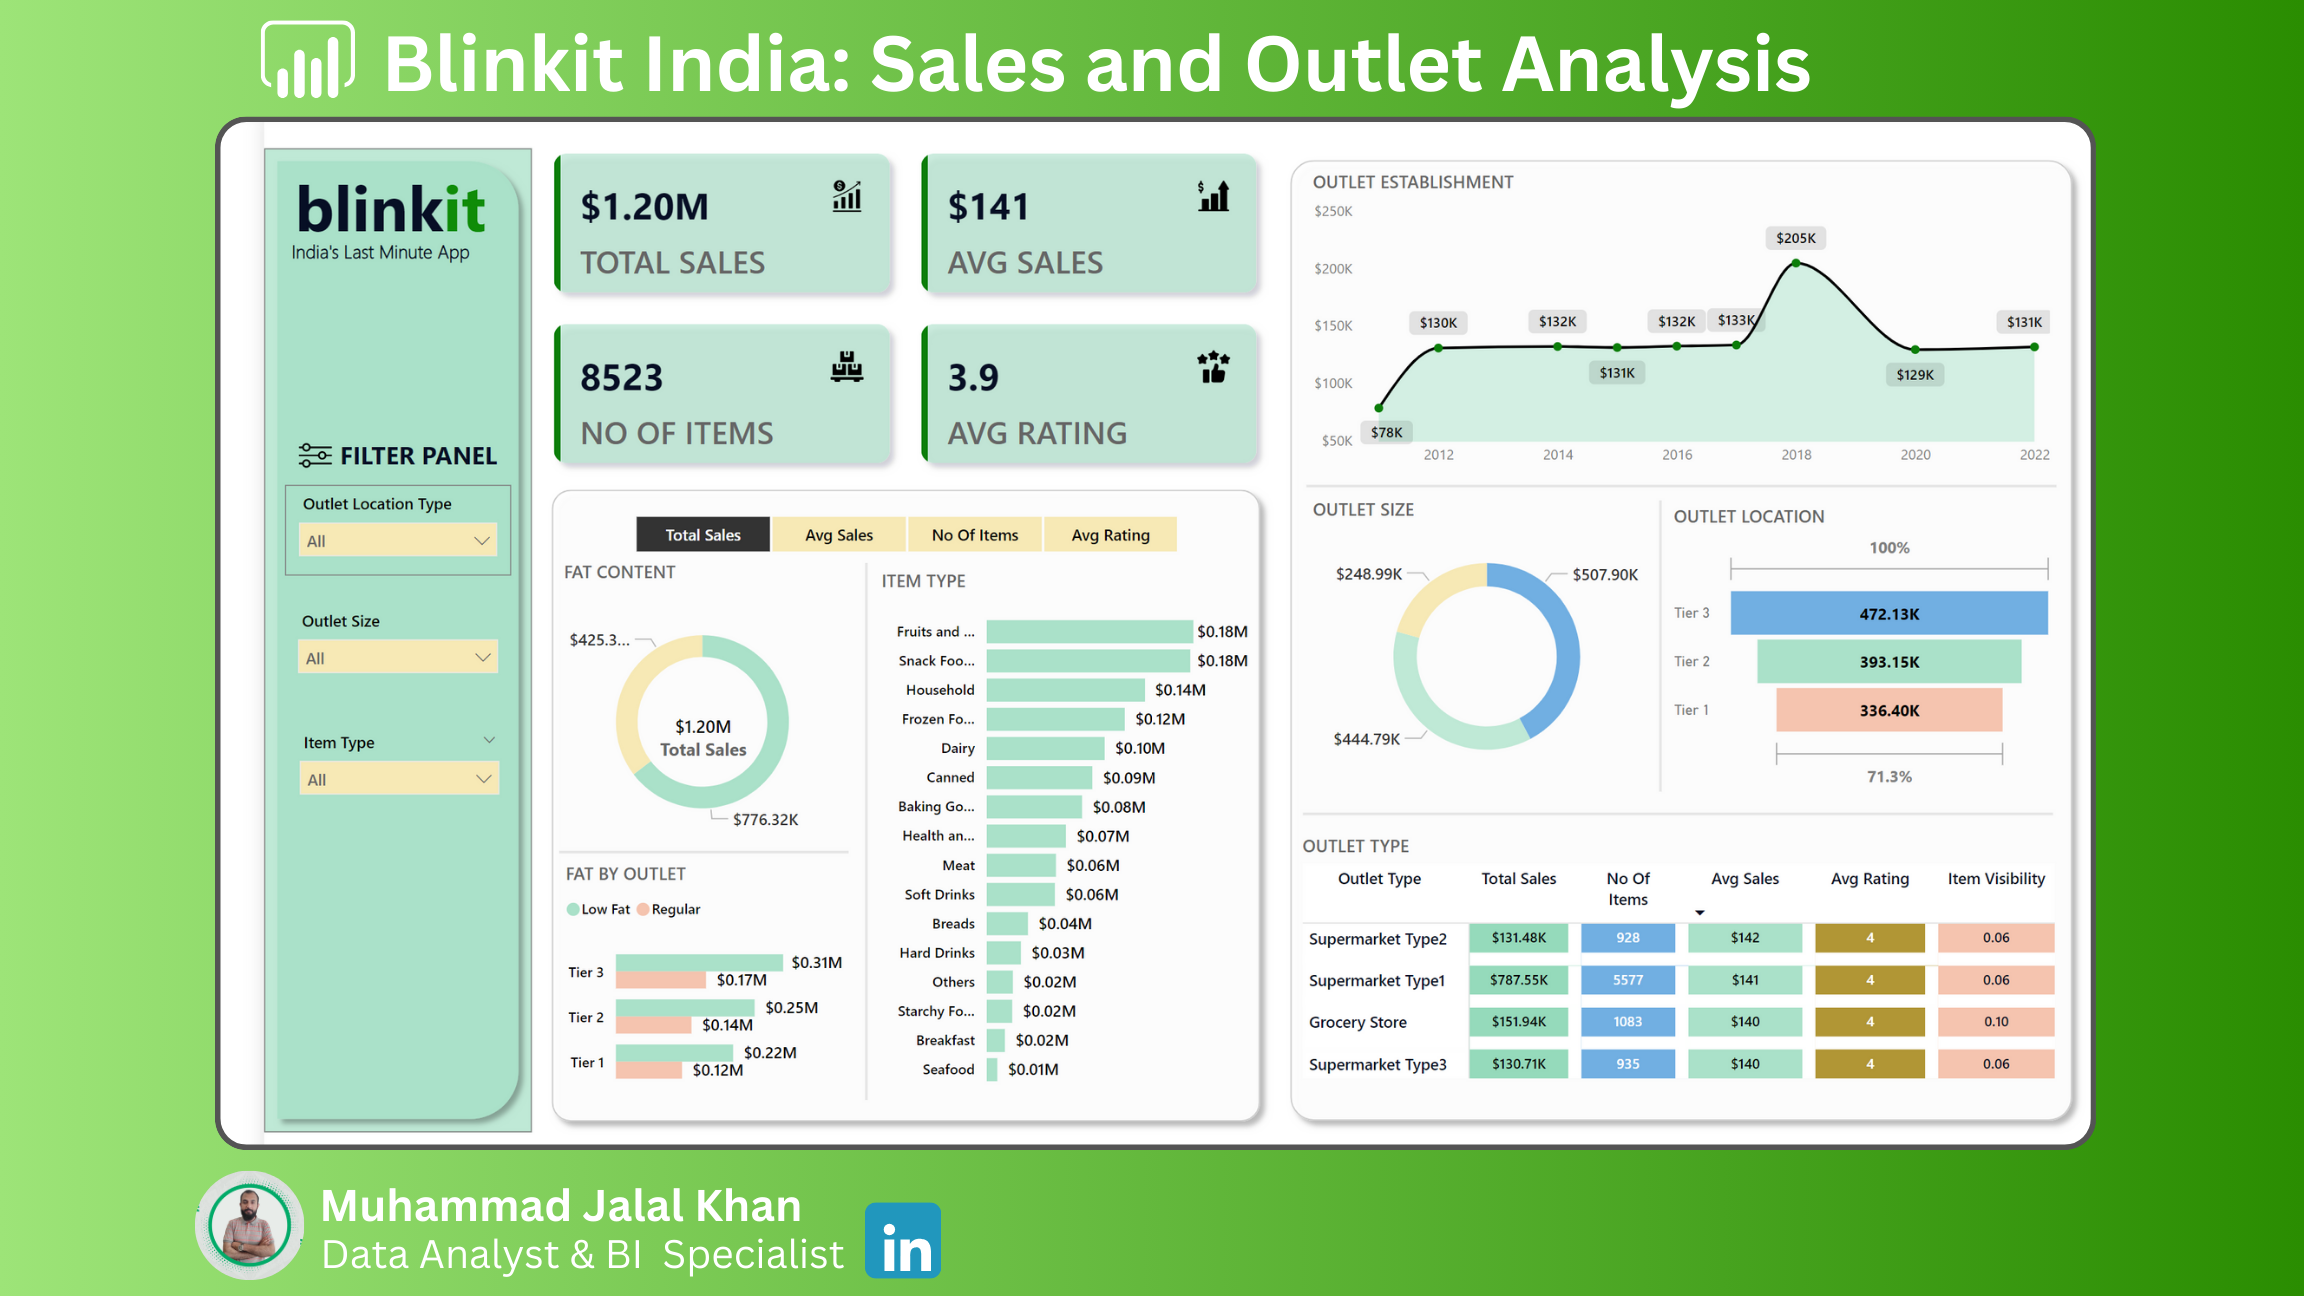 Blinkit India: Sales and Outlet Analysis
blinkit
India's Last Minute App
FILTER PANEL
Outlet Location Type
All
Outlet Size
All
Item Type
All
$1.20M
TOTAL SALES
$141
AVG SALES
8523
NO OF ITEMS
3.9
AVG RATING
Total Sales
Avg Sales
No Of Items
Avg Rating
FAT CONTENT
$425.3...
$1.20M
Total Sales
$776.32K
FAT BY OUTLET
Low Fat
Regular
Tier 3
$0.31M
$0.17M
Tier 2
$0.25M
$0.14M
Tier 1
$0.22M
$0.12M
ITEM TYPE
Fruits and ... $0.18M
Snack Foo... $0.18M
Household $0.14M
Frozen Fo... $0.12M
Dairy $0.10M
Canned $0.09M
Baking Go... $0.08M
Health an... $0.07M
Meat $0.06M
Soft Drinks $0.06M
Breads $0.04M
Hard Drinks $0.03M
Others $0.02M
Starchy Fo... $0.02M
Breakfast $0.02M
Seafood $0.01M
OUTLET ESTABLISHMENT
$250K
$200K
$150K
$100K
$50K
$78K
$130K
$132K
$131K
$132K
$133K
$205K
$129K
$131K
2012 2014 2016 2018 2020 2022
OUTLET SIZE
$248.99K
$507.90K
$444.79K
OUTLET LOCATION
100%
Tier 3 472.13K
Tier 2 393.15K
Tier 1 336.40K
71.3%
OUTLET TYPE
Outlet Type Total Sales No Of Items Avg Sales Avg Rating Item Visibility
Supermarket Type2 $131.48K 928 $142 4 0.06
Supermarket Type1 $787.55K 5577 $141 4 0.06
Grocery Store $151.94K 1083 $140 4 0.10
Supermarket Type3 $130.71K 935 $140 4 0.06
Muhammad Jalal Khan
Data Analyst & BI Specialist
in